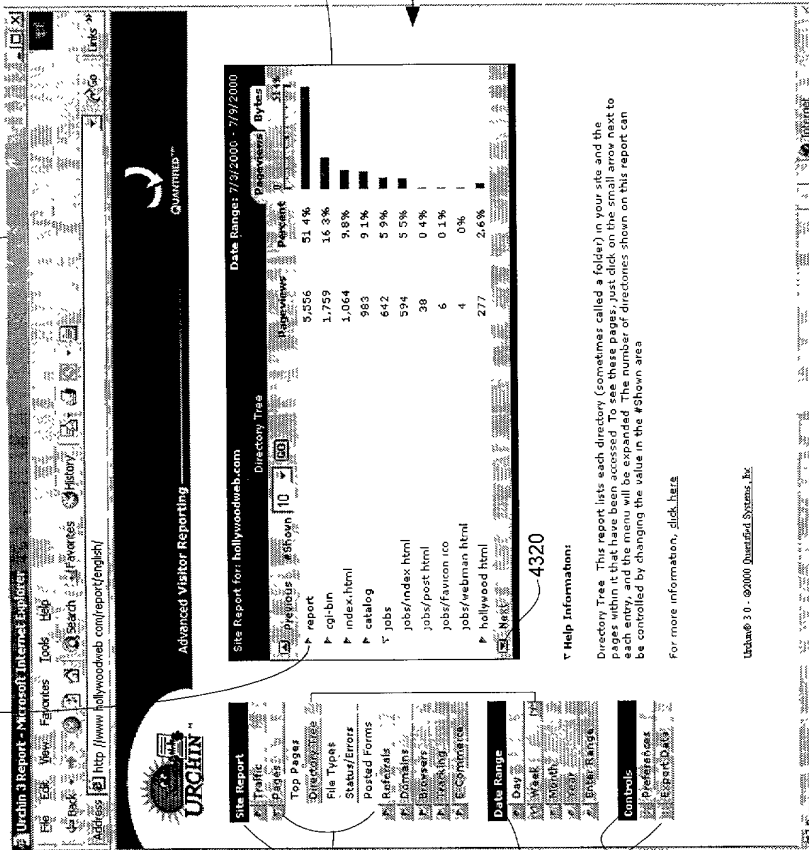 Urchin 3 Report - Microsoft Internet Explorer
File Edit View Favorites Tools Help
Back Search Favorites History
Address http //www hollywoodweb com/report/english/ Go Links »
URCHIN ™
Advanced Visitor Reporting
QUANTIFIED™
Site Report
Traffic
Pages
Top Pages
Directory Tree
File Types
Status/Errors
Posted Forms
Referrals
Domains
Browsers
Tracking
E-Commerce
Date Range
Day
Week
Month
Year
Enter Range
Controls
Preferences
Export Data
Site Report for: hollywoodweb.com Date Range: 7/3/2000 - 7/9/2000
Directory Tree Pageviews Bytes
Previous #Shown 10 GO Pageviews Percent 0 51.4%
report 5,556 51 4%
cgi-bin 1,759 16 3%
index.html 1,064 9.8%
catalog 983 9 1%
jobs 642 5 9%
jobs/index html 594 5 5%
jobs/post html 38 0 4%
jobs/favicon ico 6 0 1%
jobs/webman html 4 0%
hollywood html 277 2.6%
Next
4320
Help Information:
Directory Tree This report lists each directory (sometimes called a folder) in your site and the
pages within it that have been accessed To see these pages, just click on the small arrow next to
each entry, and the menu will be expanded The number of directories shown on this report can
be controlled by changing the value in the #Shown area
For more information, click here
Urchin® 3 0 - ©2000 Quantified Systems, Inc
Internet